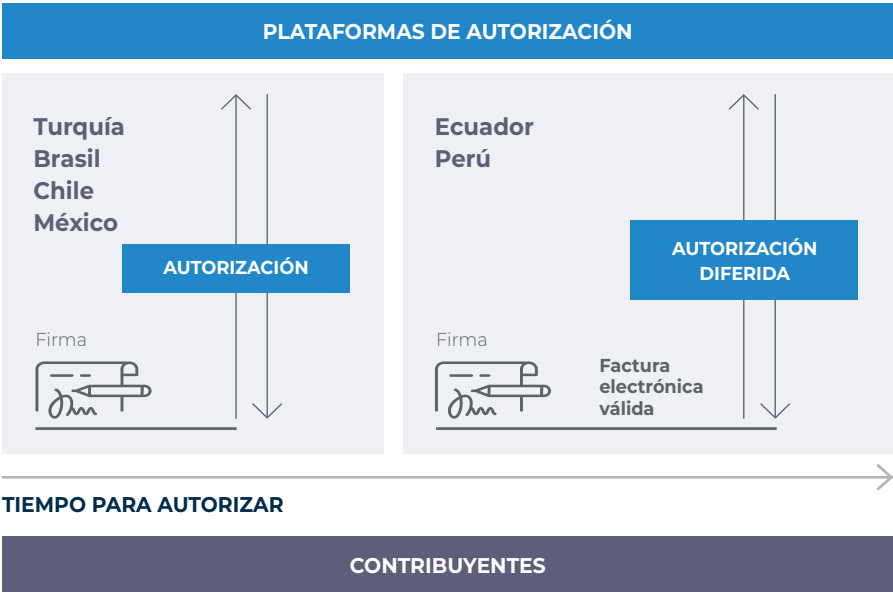 PLATAFORMAS DE AUTORIZACIÓN
Turquía
Brasil
Chile
México
AUTORIZACIÓN
Firma
Ecuador
Perú
AUTORIZACIÓN
DIFERIDA
Firma
Factura
electrónica
válida
TIEMPO PARA AUTORIZAR
CONTRIBUYENTES